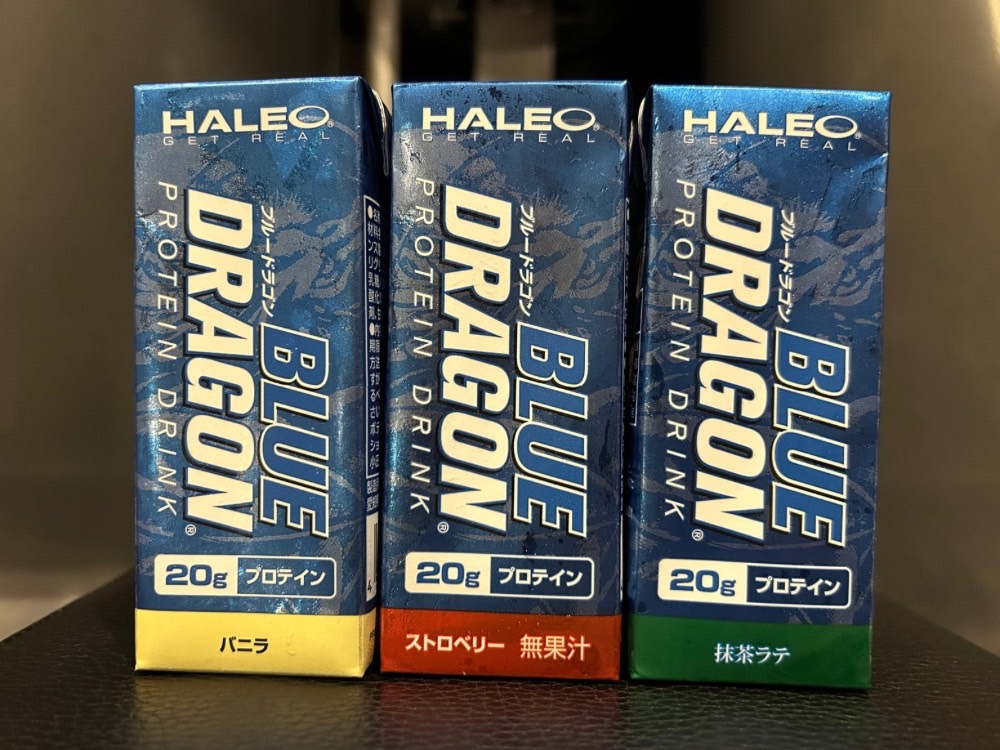 HALEO®
GET REAL
ブルードラゴン
BLUE
DRAGON®
PROTEIN DRINK
20g プロテイン
バニラ
HALEO®
GET REAL
ブルードラゴン
BLUE
DRAGON®
PROTEIN DRINK
20g プロテイン
ストロベリー 無果汁
HALEO®
GET REAL
ブルードラゴン
BLUE
DRAGON®
PROTEIN DRINK
20g プロテイン
抹茶ラテ